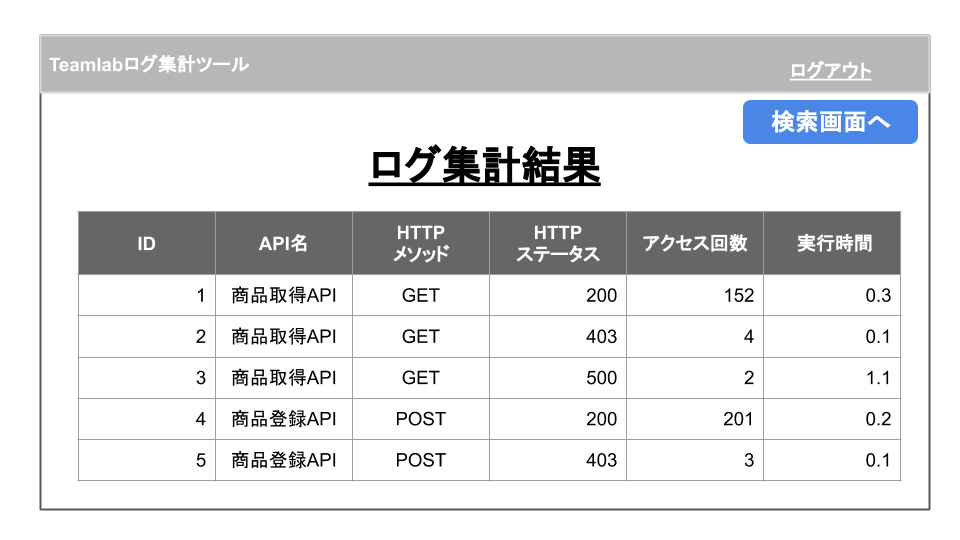 Teamlabログ集計ツール
ログアウト
検索画面へ
ログ集計結果
ID API名 HTTP メソッド HTTP ステータス アクセス回数 実行時間
1 商品取得API GET 200 152 0.3
2 商品取得API GET 403 4 0.1
3 商品取得API GET 500 2 1.1
4 商品登録API POST 200 201 0.2
5 商品登録API POST 403 3 0.1